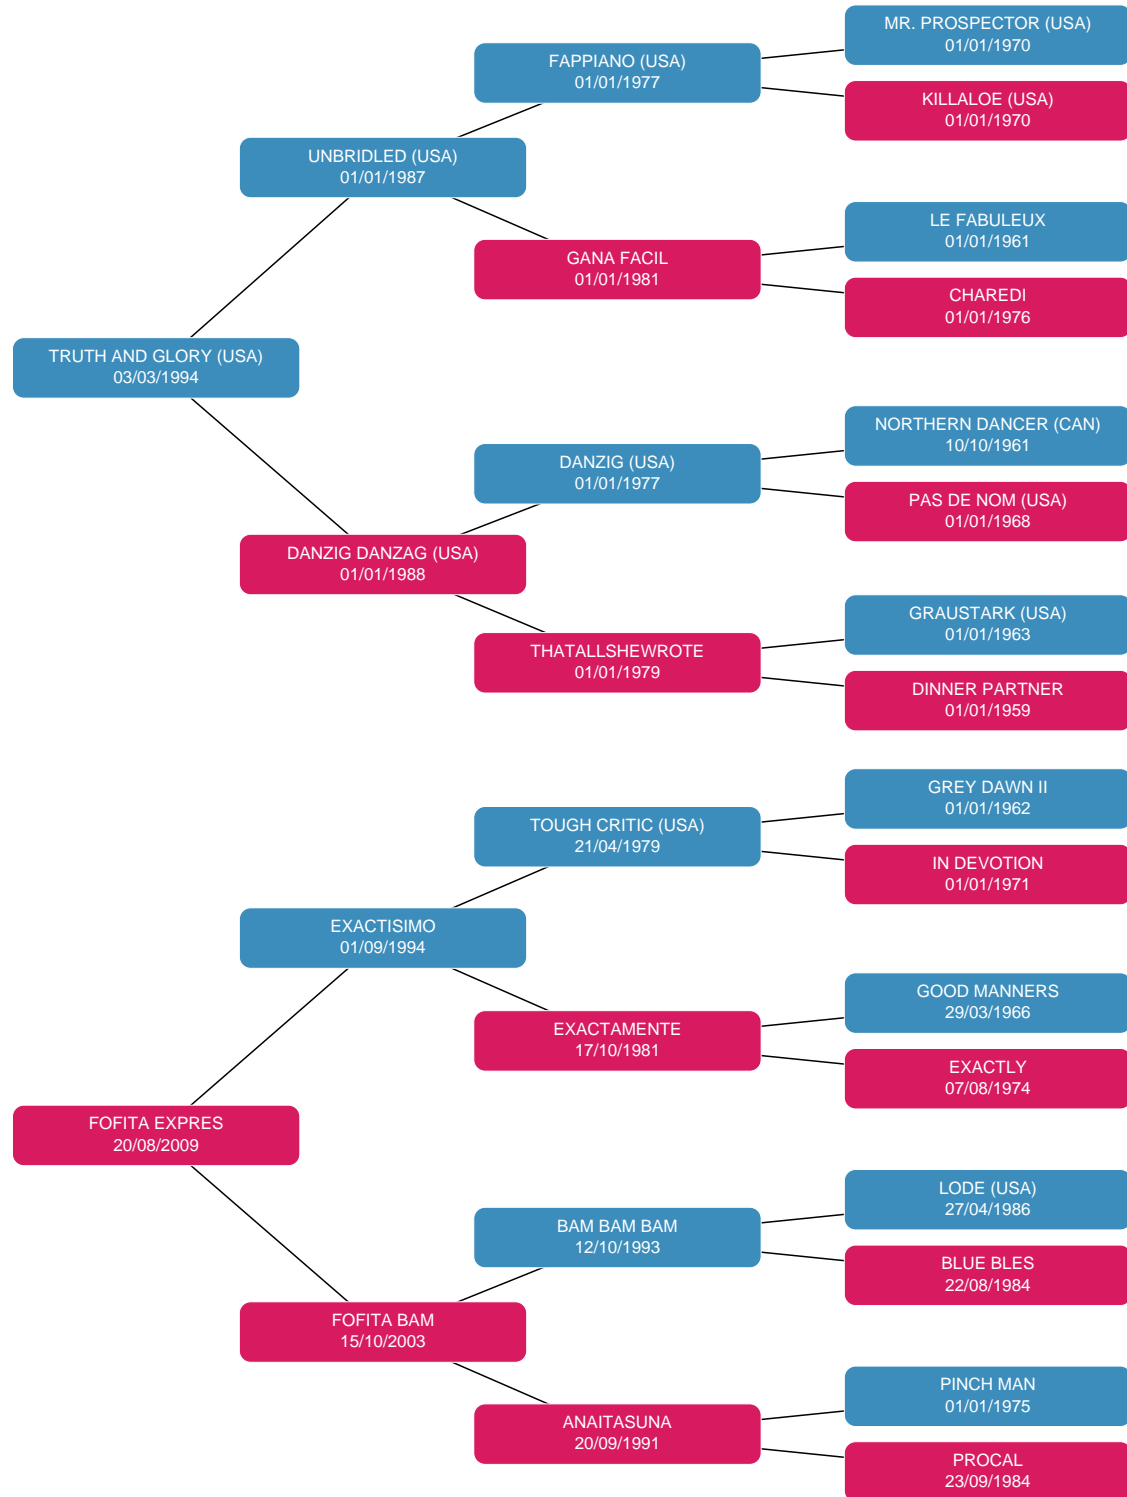 MR. PROSPECTOR (USA)
01/01/1970
FAPPIANO (USA)
01/01/1977
KILLALOE (USA)
01/01/1970
UNBRIDLED (USA)
01/01/1987
LE FABULEUX
01/01/1961
GANA FACIL
01/01/1981
CHAREDI
01/01/1976
TRUTH AND GLORY (USA)
03/03/1994
NORTHERN DANCER (CAN)
10/10/1961
DANZIG (USA)
01/01/1977
PAS DE NOM (USA)
01/01/1968
DANZIG DANZAG (USA)
01/01/1988
GRAUSTARK (USA)
01/01/1963
THATALLSHEWROTE
01/01/1979
DINNER PARTNER
01/01/1959
GREY DAWN II
01/01/1962
TOUGH CRITIC (USA)
21/04/1979
IN DEVOTION
01/01/1971
EXACTISIMO
01/09/1994
GOOD MANNERS
29/03/1966
EXACTAMENTE
17/10/1981
EXACTLY
07/08/1974
FOFITA EXPRES
20/08/2009
LODE (USA)
27/04/1986
BAM BAM BAM
12/10/1993
BLUE BLES
22/08/1984
FOFITA BAM
15/10/2003
PINCH MAN
01/01/1975
ANAITASUNA
20/09/1991
PROCAL
23/09/1984